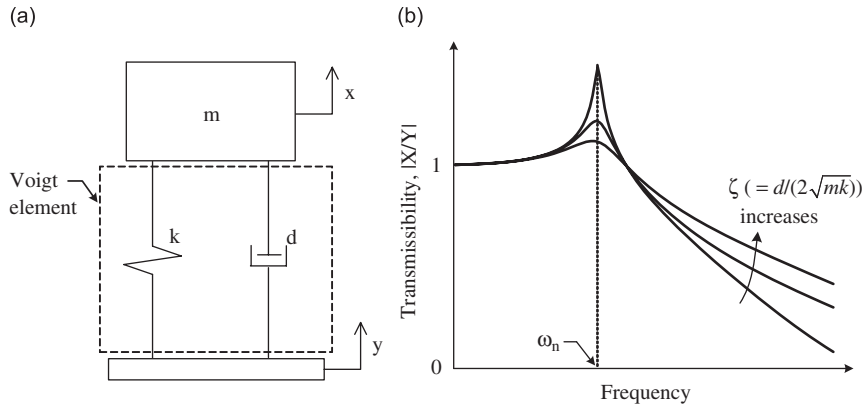 (a)
m
x
Voigt
element
k
d
y
(b)
Transmissibility, |X/Y|
1
0
ζ (= d/(2√mk))
increases
ωn
Frequency